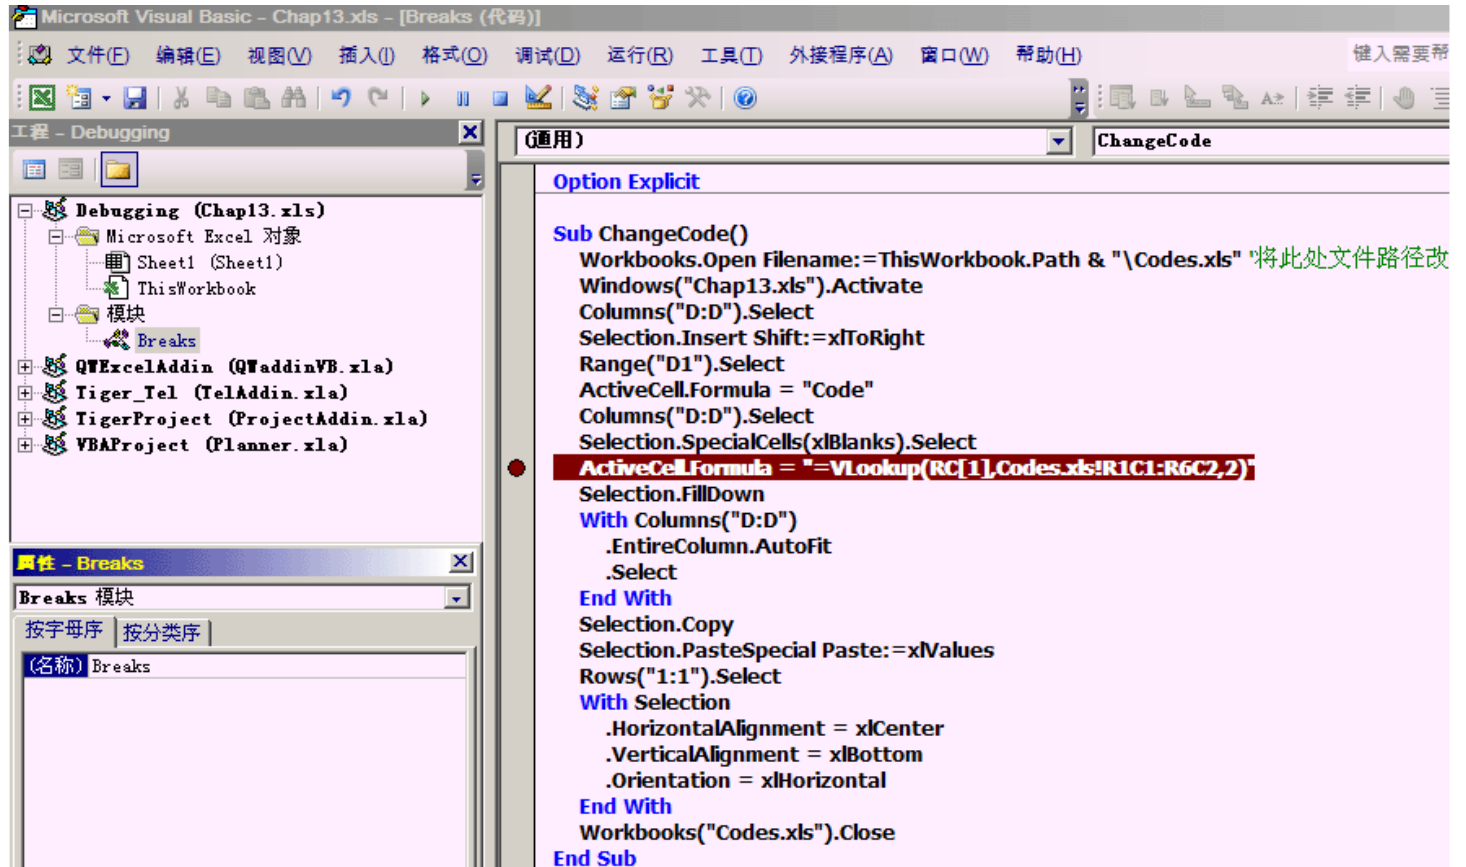 Microsoft Visual Basic - Chap13.xls - [Breaks (代码)]
文件(F) 编辑(E) 视图(V) 插入(I) 格式(O) 调试(D) 运行(R) 工具(T) 外接程序(A) 窗口(W) 帮助(H) 键入需要帮
工程 - Debugging
Debugging (Chap13.xls)
Microsoft Excel 对象
Sheet1 (Sheet1)
ThisWorkbook
模块
Breaks
QTExcelAddin (QTaddinVB.xla)
Tiger_Tel (TelAddin.xla)
TigerProject (ProjectAddin.xla)
VBAProject (Planner.xla)
属性 - Breaks
Breaks 模块
按字母序 按分类序
(名称) Breaks
(通用) ChangeCode
Option Explicit
Sub ChangeCode()
Workbooks.Open Filename:=ThisWorkbook.Path & "\Codes.xls" '将此处文件路径改
Windows("Chap13.xls").Activate
Columns("D:D").Select
Selection.Insert Shift:=xlToRight
Range("D1").Select
ActiveCell.Formula = "Code"
Columns("D:D").Select
Selection.SpecialCells(xlBlanks).Select
ActiveCell.Formula = "=VLookup(RC[1],Codes.xls!R1C1:R6C2,2)"
Selection.FillDown
With Columns("D:D")
.EntireColumn.AutoFit
.Select
End With
Selection.Copy
Selection.PasteSpecial Paste:=xlValues
Rows("1:1").Select
With Selection
.HorizontalAlignment = xlCenter
.VerticalAlignment = xlBottom
.Orientation = xlHorizontal
End With
Workbooks("Codes.xls").Close
End Sub